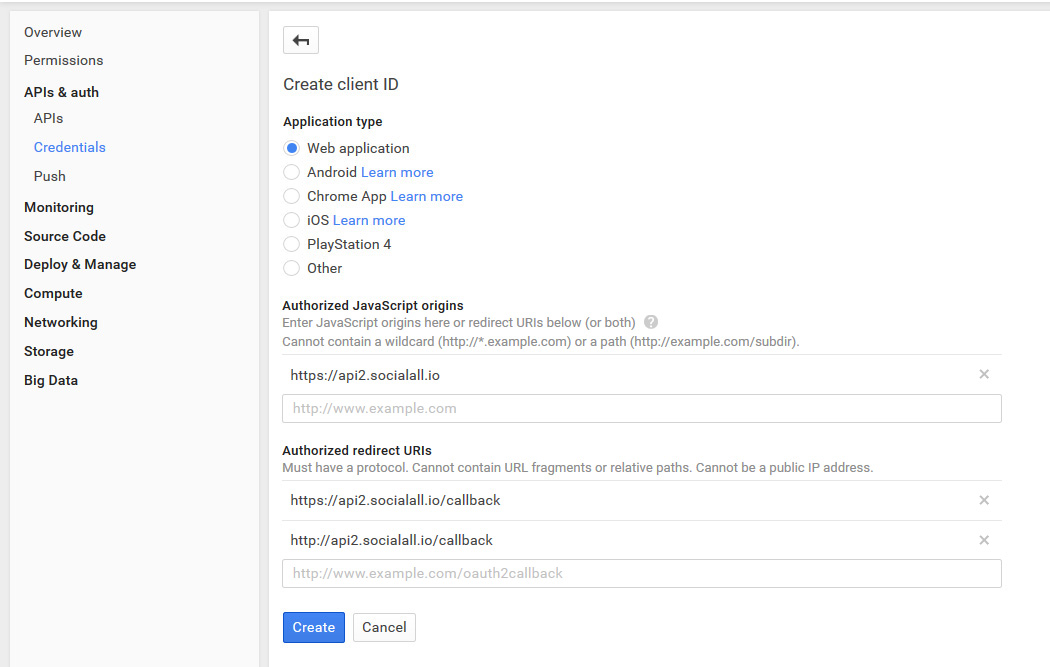 Overview
Permissions
APIs & auth
APIs
Credentials
Push
Monitoring
Source Code
Deploy & Manage
Compute
Networking
Storage
Big Data
Create client ID
Application type
Web application
Android Learn more
Chrome App Learn more
iOS Learn more
PlayStation 4
Other
Authorized JavaScript origins
Enter JavaScript origins here or redirect URIs below (or both) ?
Cannot contain a wildcard (http://*.example.com) or a path (http://example.com/subdir).
https://api2.socialall.io
http://www.example.com
Authorized redirect URIs
Must have a protocol. Cannot contain URL fragments or relative paths. Cannot be a public IP address.
https://api2.socialall.io/callback
http://api2.socialall.io/callback
http://www.example.com/oauth2callback
Create Cancel